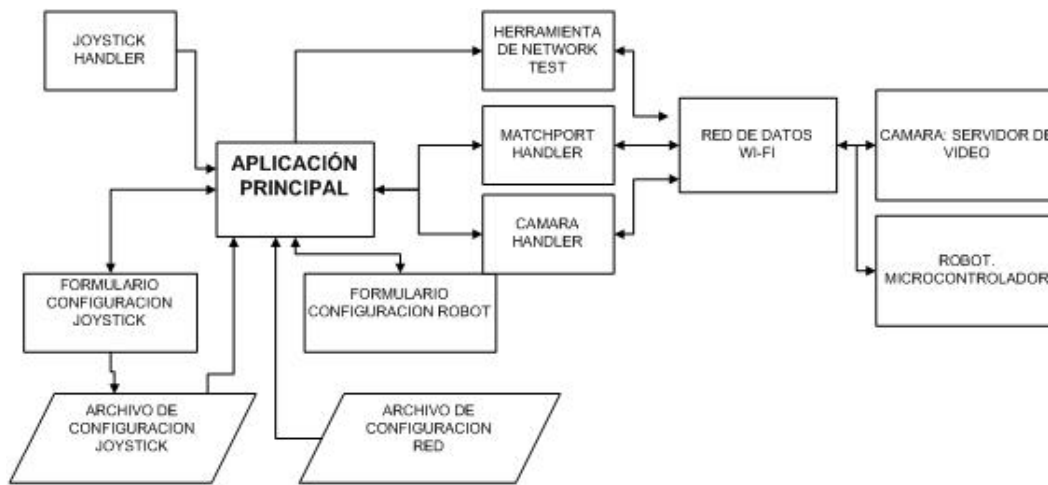 JOYSTICK
HANDLER
HERRAMIENTA
DE NETWORK
TEST
MATCHPORT
HANDLER
RED DE DATOS
WI-FI
CAMARA: SERVIDOR DE
VIDEO
APLICACIÓN
PRINCIPAL
CAMARA
HANDLER
ROBOT.
MICROCONTROLADOR
FORMULARIO
CONFIGURACION
JOYSTICK
FORMULARIO
CONFIGURACION ROBOT
ARCHIVO DE
CONFIGURACION
JOYSTICK
ARCHIVO DE
CONFIGURACION
RED